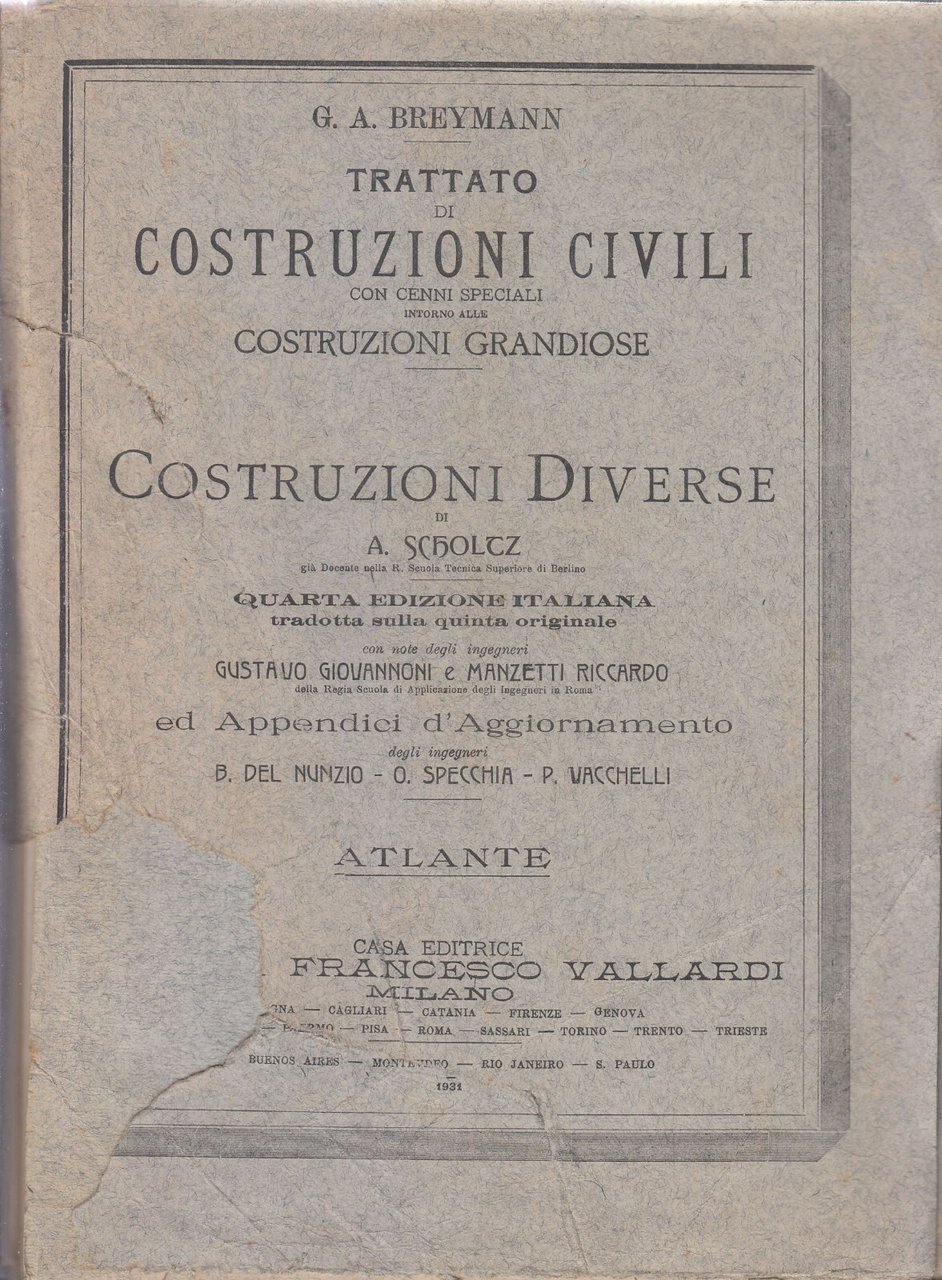 G. A. BREYMANN
TRATTATO
DI
COSTRUZIONI CIVILI
CON CENNI SPECIALI
INTORNO ALLE
COSTRUZIONI GRANDIOSE
COSTRUZIONI DIVERSE
DI
A. SCHOLTZ
già Docente nella R. Scuola Tecnica Superiore di Berlino
QUARTA EDIZIONE ITALIANA
tradotta sulla quinta originale
con note degli ingegneri
GUSTAVO GIOVANNONI e MANZETTI RICCARDO
della Regia Scuola di Applicazione degli Ingegneri in Roma
ed Appendici d'Aggiornamento
degli ingegneri
B. DEL NUNZIO - O. SPECCHIA - P. VACCHELLI
ATLANTE
CASA EDITRICE
FRANCESCO VALLARDI
MILANO
GNA — CAGLIARI — CATANIA — FIRENZE — GENOVA
— PALERMO — PISA — ROMA — SASSARI — TORINO — TRENTO — TRIESTE
BUENOS AIRES — MONTEVIDEO — RIO JANEIRO — S. PAULO
1931